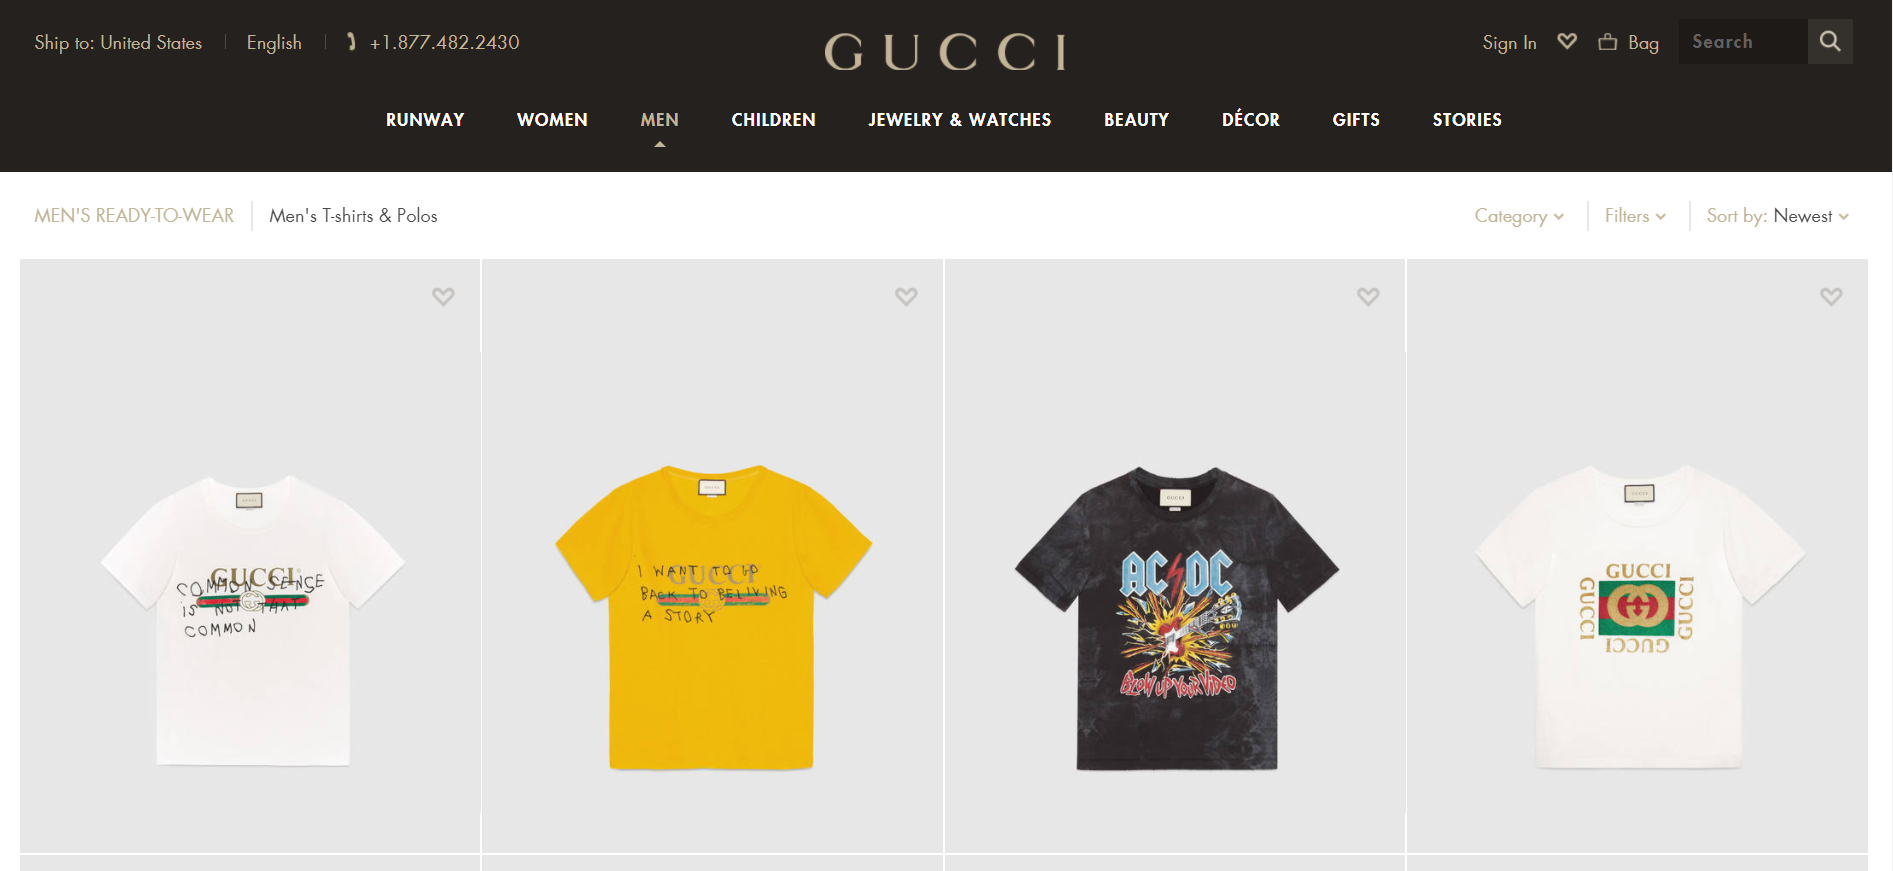 Ship to: United States
English
+1.877.482.2430
GUCCI
Sign In
Bag
Search
RUNWAY WOMEN MEN CHILDREN JEWELRY & WATCHES BEAUTY DÉCOR GIFTS STORIES
MEN'S READY-TO-WEAR
Men's T-shirts & Polos
Category
Filters
Sort by: Newest
GUCCI
COMMON SENSE
IS NOT THAT
COMMON
GUCCI
I WANT TO GO
BACK TO BELIVING
A STORY
GUCCI
AC/DC
BLOW UP YOUR VIDEO
GUCCI
GUCCI
GUCCI
GUCCI